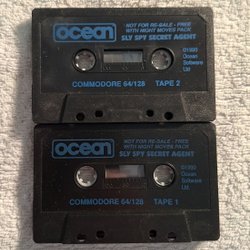 ocean
NOT FOR RE-SALE - FREE
WITH NIGHT MOVES PACK
SLY SPY SECRET AGENT
©1990
Ocean
Software
Ltd
COMMODORE 64/128 TAPE 2
ocean
NOT FOR RE-SALE - FREE
WITH NIGHT MOVES PACK
SLY SPY SECRET AGENT
©1990
Ocean
Software
Ltd
COMMODORE 64/128 TAPE 1